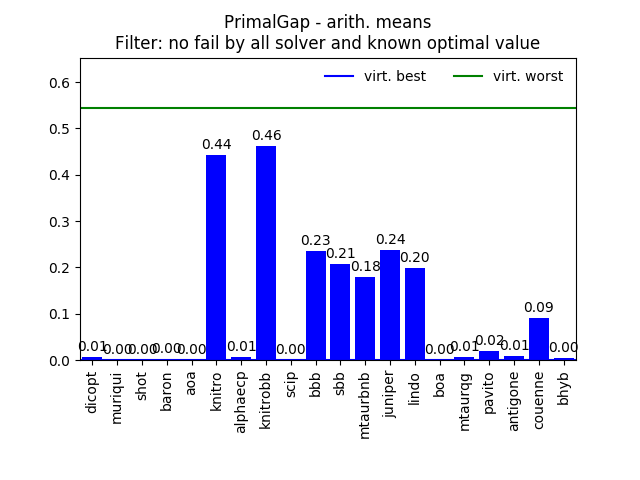 PrimalGap - arith. means
Filter: no fail by all solver and known optimal value
virt. best virt. worst
0.6
0.5
0.4
0.3
0.2
0.1
0.0
0.01 0.00 0.00 0.00 0.00 0.44 0.01 0.46 0.00 0.23 0.21 0.18 0.24 0.20 0.00 0.01 0.02 0.01 0.09 0.00
dicopt
muriqui
shot
baron
aoa
knitro
alphaecp
knitrobb
scip
bbb
sbb
mtaurbnb
juniper
lindo
boa
mtaurqg
pavito
antigone
couenne
bhyb